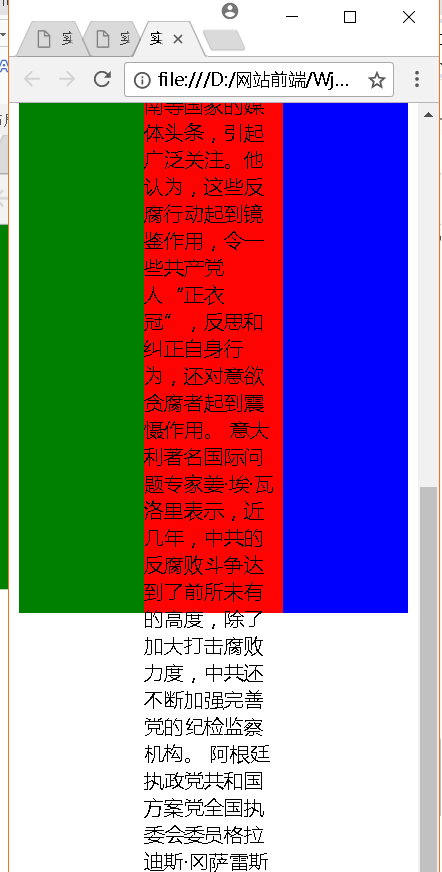 实
实
实
file:///D:/网站前端/Wj...
南等国家的媒
体头条，引起
广泛关注。他
认为，这些反
腐行动起到镜
鉴作用，令一
些共产党
人“正衣
冠”，反思和
纠正自身行
为，还对意欲
贪腐者起到震
慑作用。 意大
利著名国际问
题专家姜·埃·瓦
洛里表示，近
几年，中共的
反腐败斗争达
到了前所未有
的高度，除了
加大打击腐败
力度，中共还
不断加强完善
党的纪检监察
机构。 阿根廷
执政党共和国
方案党全国执
委会委员格拉
迪斯·冈萨雷斯